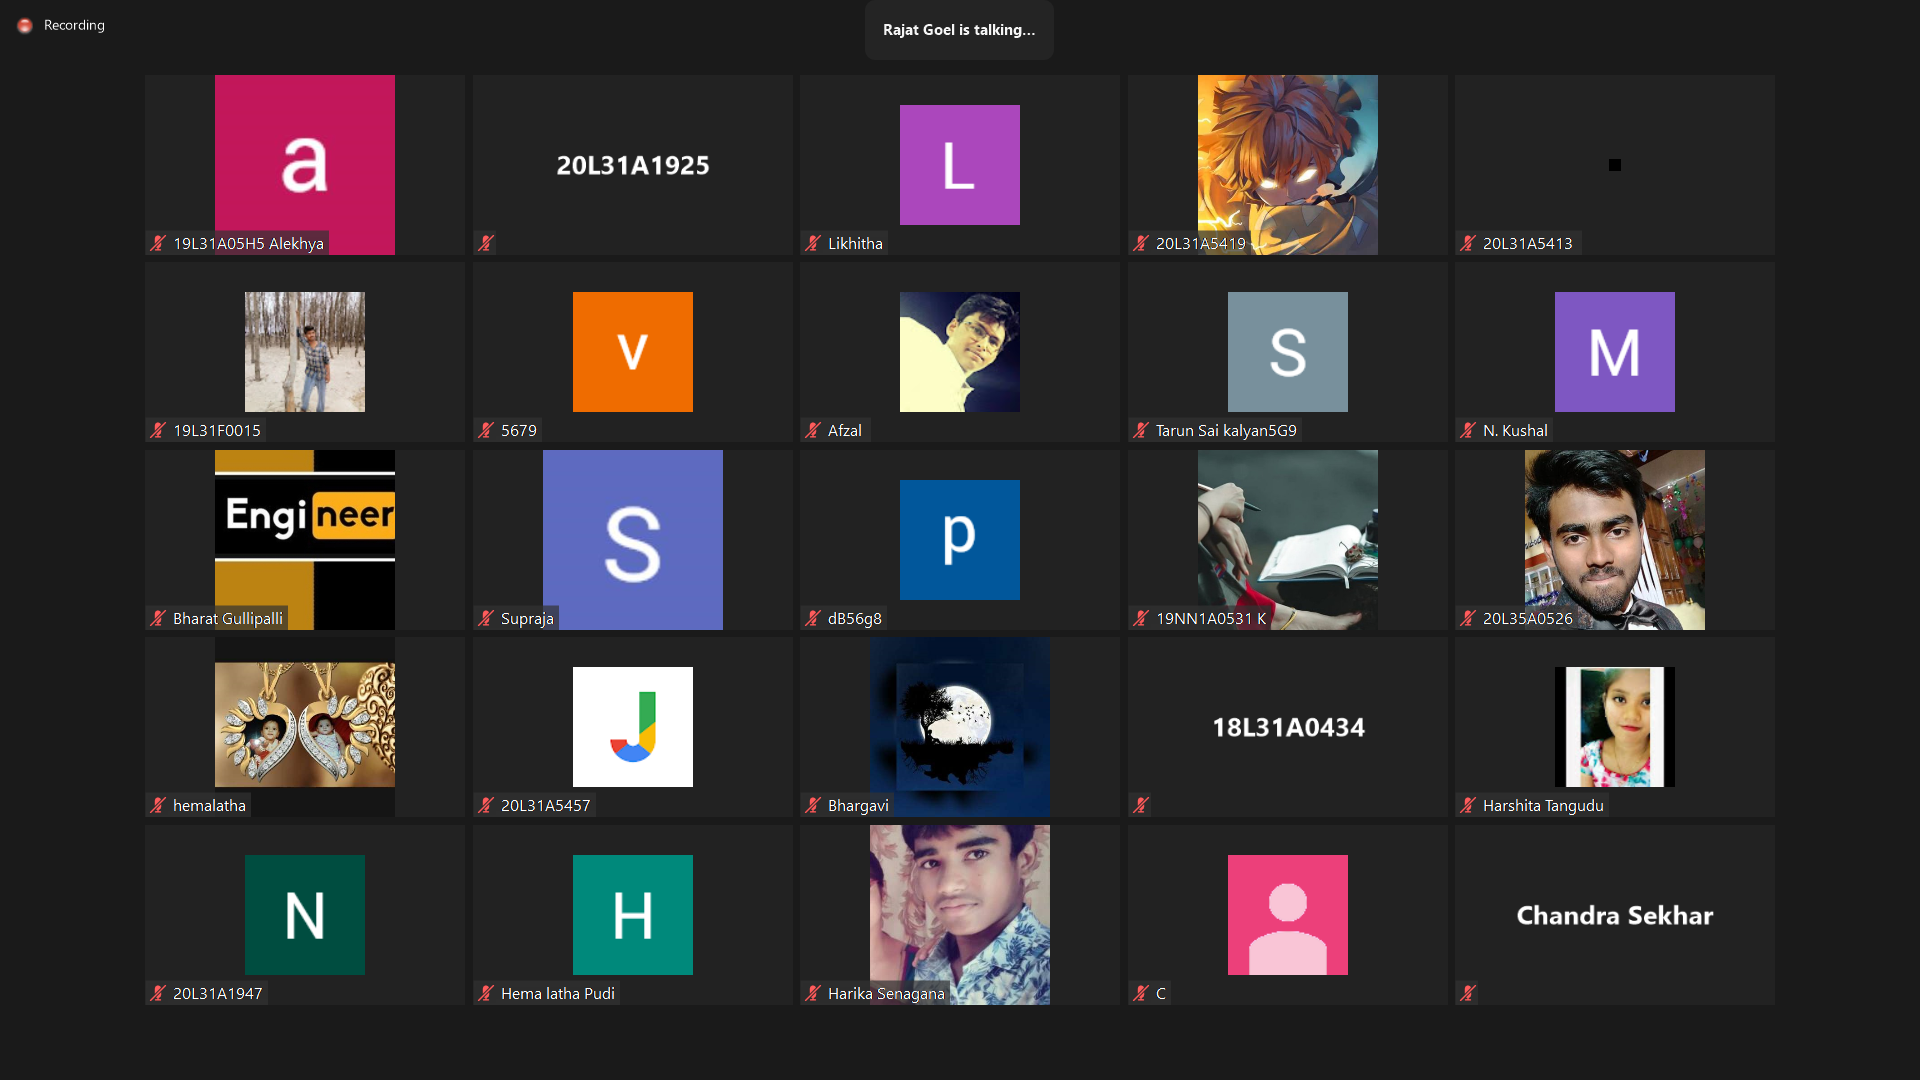 Recording
Rajat Goel is talking...
a
19L31A05H5 Alekhya
20L31A1925
L
Likhitha
20L31A5419
20L31A5413
19L31F0015
v
5679
Afzal
S
Tarun Sai kalyan5G9
M
N. Kushal
Engineer
Bharat Gullipalli
S
Supraja
p
dB56g8
19NN1A0531 K
20L35A0526
hemalatha
J
20L31A5457
Bhargavi
18L31A0434
Harshita Tangudu
N
20L31A1947
H
Hema latha Pudi
Harika Senagana
C
Chandra Sekhar